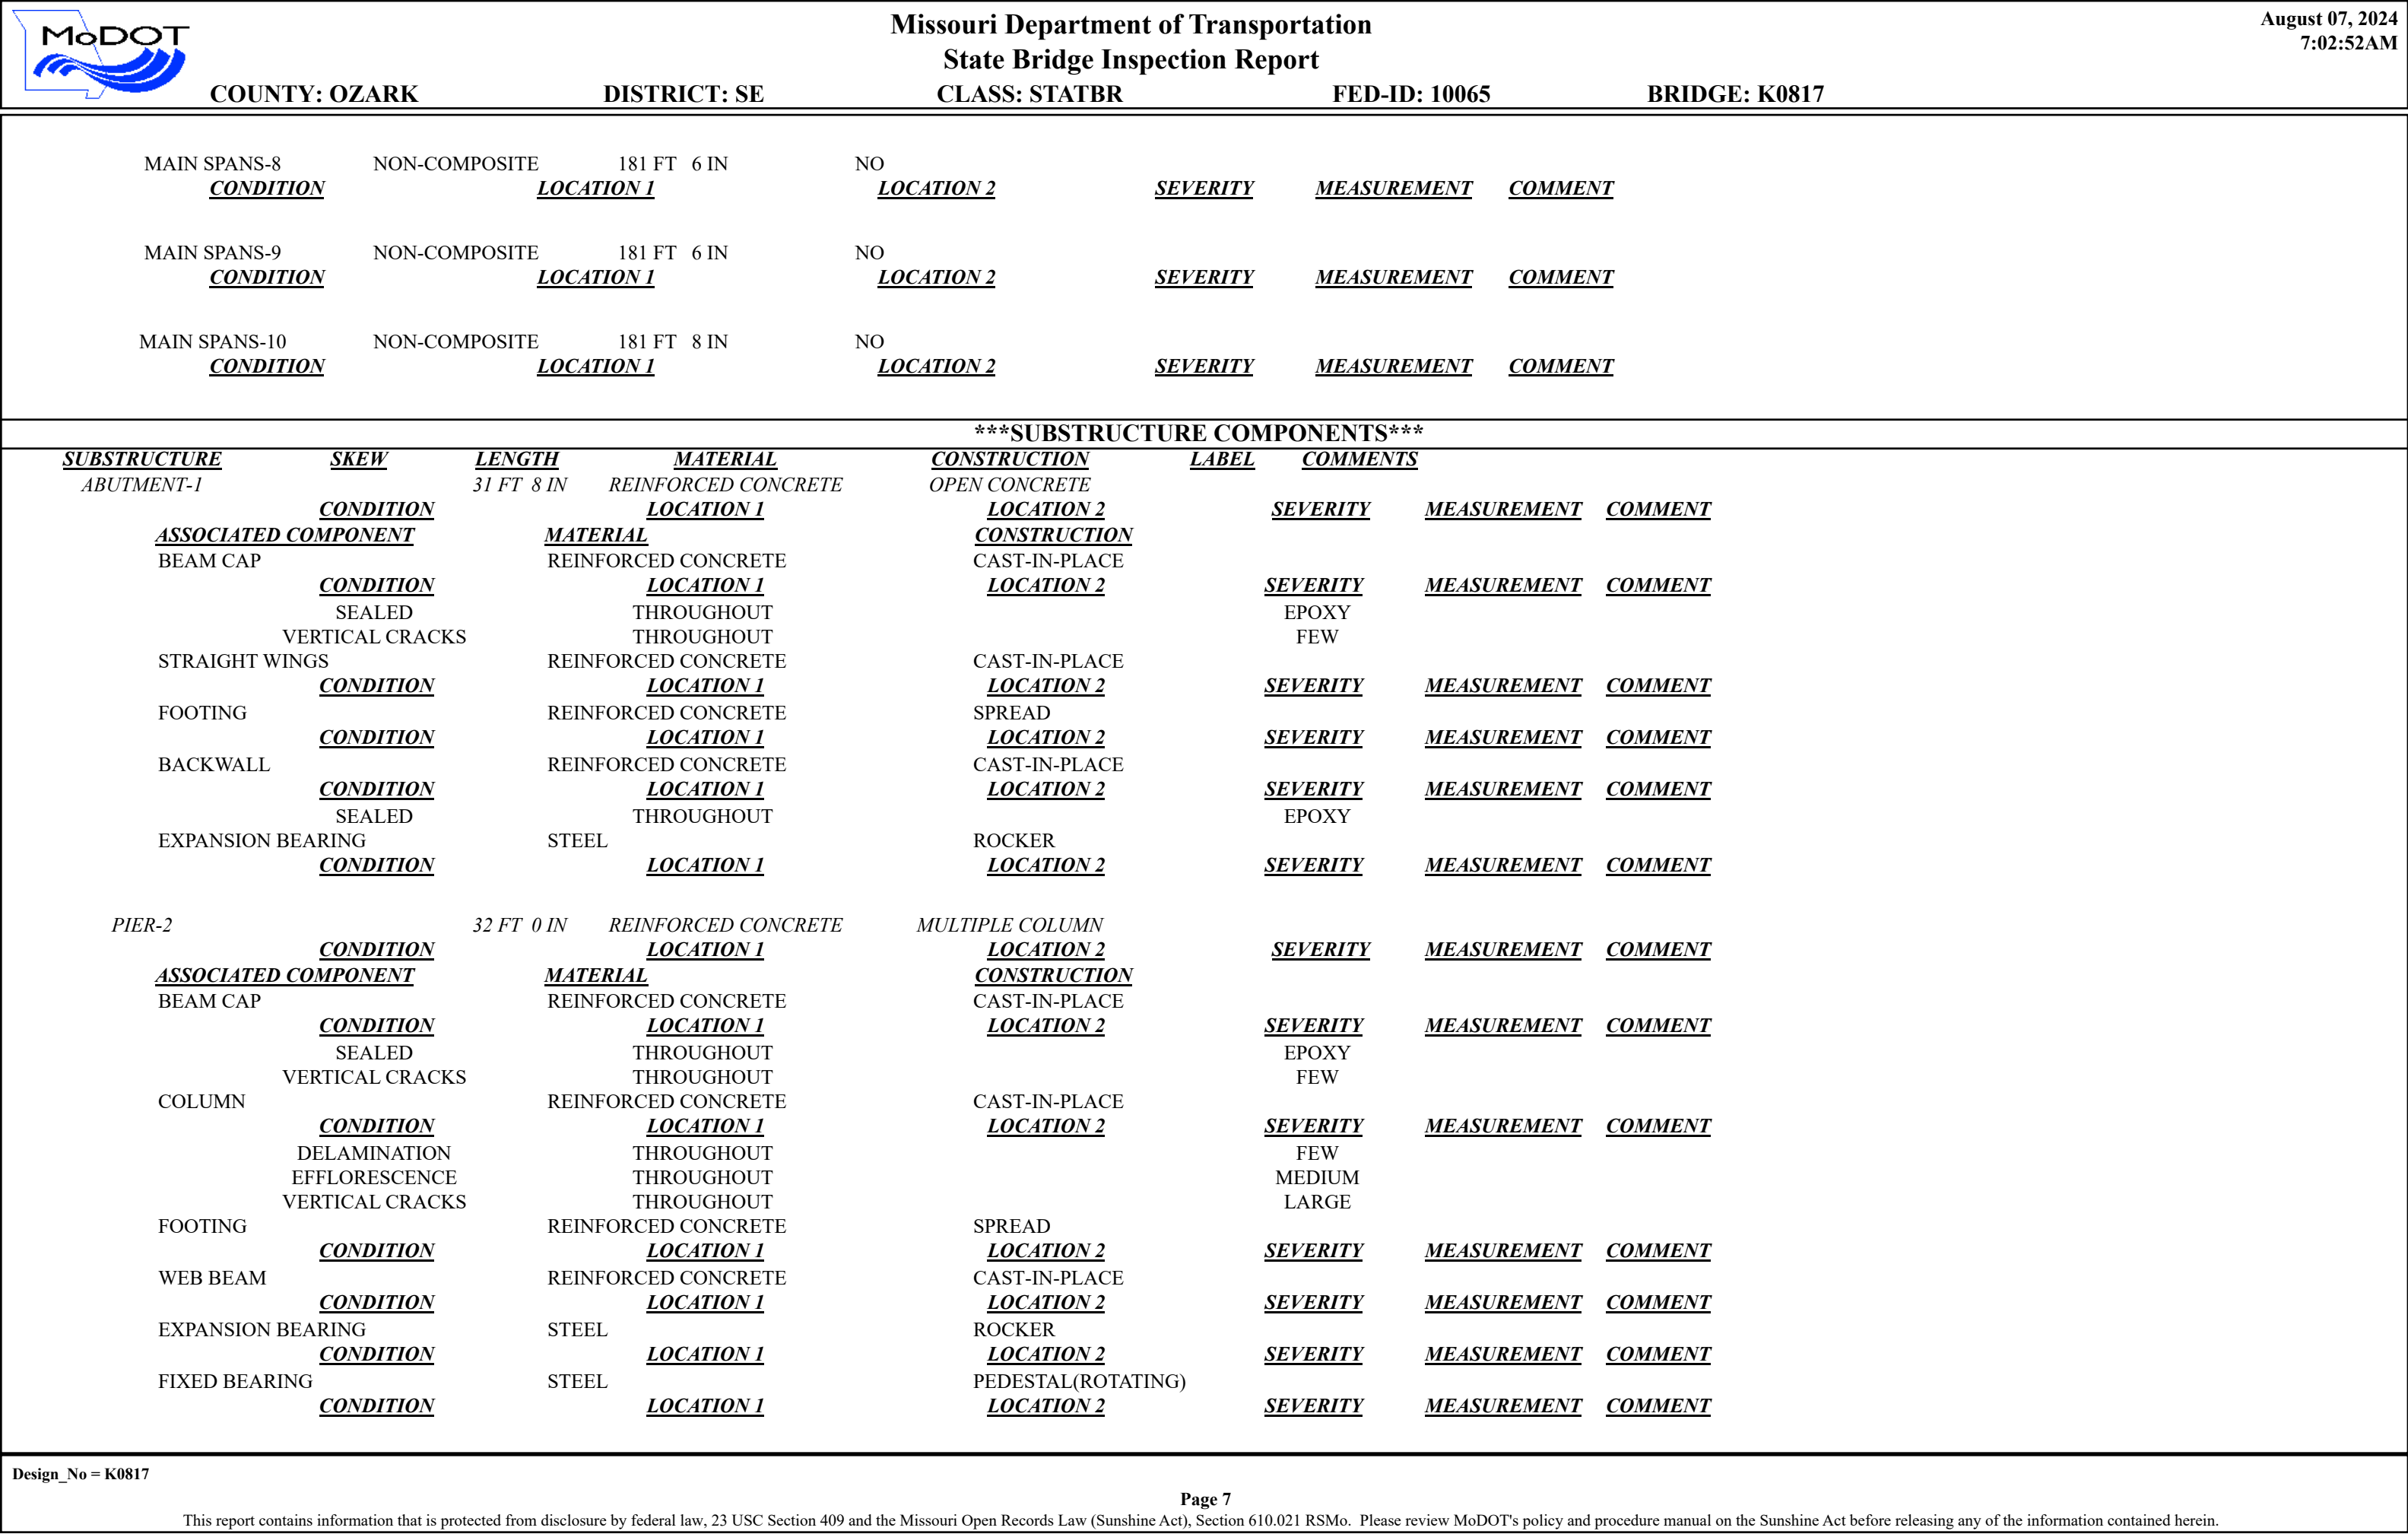 MoDOT
Missouri Department of Transportation
State Bridge Inspection Report
August 07, 2024
7:02:52AM
COUNTY: OZARK DISTRICT: SE CLASS: STATBR FED-ID: 10065 BRIDGE: K0817
MAIN SPANS-8 NON-COMPOSITE 181 FT 6 IN NO
CONDITION LOCATION 1 LOCATION 2 SEVERITY MEASUREMENT COMMENT
MAIN SPANS-9 NON-COMPOSITE 181 FT 6 IN NO
CONDITION LOCATION 1 LOCATION 2 SEVERITY MEASUREMENT COMMENT
MAIN SPANS-10 NON-COMPOSITE 181 FT 8 IN NO
CONDITION LOCATION 1 LOCATION 2 SEVERITY MEASUREMENT COMMENT
***SUBSTRUCTURE COMPONENTS***
SUBSTRUCTURE SKEW LENGTH MATERIAL CONSTRUCTION LABEL COMMENTS
ABUTMENT-1 31 FT 8 IN REINFORCED CONCRETE OPEN CONCRETE
CONDITION LOCATION 1 LOCATION 2 SEVERITY MEASUREMENT COMMENT
ASSOCIATED COMPONENT MATERIAL CONSTRUCTION
BEAM CAP REINFORCED CONCRETE CAST-IN-PLACE
CONDITION LOCATION 1 LOCATION 2 SEVERITY MEASUREMENT COMMENT
SEALED THROUGHOUT EPOXY
VERTICAL CRACKS THROUGHOUT FEW
STRAIGHT WINGS REINFORCED CONCRETE CAST-IN-PLACE
CONDITION LOCATION 1 LOCATION 2 SEVERITY MEASUREMENT COMMENT
FOOTING REINFORCED CONCRETE SPREAD
CONDITION LOCATION 1 LOCATION 2 SEVERITY MEASUREMENT COMMENT
BACKWALL REINFORCED CONCRETE CAST-IN-PLACE
CONDITION LOCATION 1 LOCATION 2 SEVERITY MEASUREMENT COMMENT
SEALED THROUGHOUT EPOXY
EXPANSION BEARING STEEL ROCKER
CONDITION LOCATION 1 LOCATION 2 SEVERITY MEASUREMENT COMMENT
PIER-2 32 FT 0 IN REINFORCED CONCRETE MULTIPLE COLUMN
CONDITION LOCATION 1 LOCATION 2 SEVERITY MEASUREMENT COMMENT
ASSOCIATED COMPONENT MATERIAL CONSTRUCTION
BEAM CAP REINFORCED CONCRETE CAST-IN-PLACE
CONDITION LOCATION 1 LOCATION 2 SEVERITY MEASUREMENT COMMENT
SEALED THROUGHOUT EPOXY
VERTICAL CRACKS THROUGHOUT FEW
COLUMN REINFORCED CONCRETE CAST-IN-PLACE
CONDITION LOCATION 1 LOCATION 2 SEVERITY MEASUREMENT COMMENT
DELAMINATION THROUGHOUT FEW
EFFLORESCENCE THROUGHOUT MEDIUM
VERTICAL CRACKS THROUGHOUT LARGE
FOOTING REINFORCED CONCRETE SPREAD
CONDITION LOCATION 1 LOCATION 2 SEVERITY MEASUREMENT COMMENT
WEB BEAM REINFORCED CONCRETE CAST-IN-PLACE
CONDITION LOCATION 1 LOCATION 2 SEVERITY MEASUREMENT COMMENT
EXPANSION BEARING STEEL ROCKER
CONDITION LOCATION 1 LOCATION 2 SEVERITY MEASUREMENT COMMENT
FIXED BEARING STEEL PEDESTAL(ROTATING)
CONDITION LOCATION 1 LOCATION 2 SEVERITY MEASUREMENT COMMENT
Design_No = K0817
Page 7
This report contains information that is protected from disclosure by federal law, 23 USC Section 409 and the Missouri Open Records Law (Sunshine Act), Section 610.021 RSMo. Please review MoDOT's policy and procedure manual on the Sunshine Act before releasing any of the information contained herein.